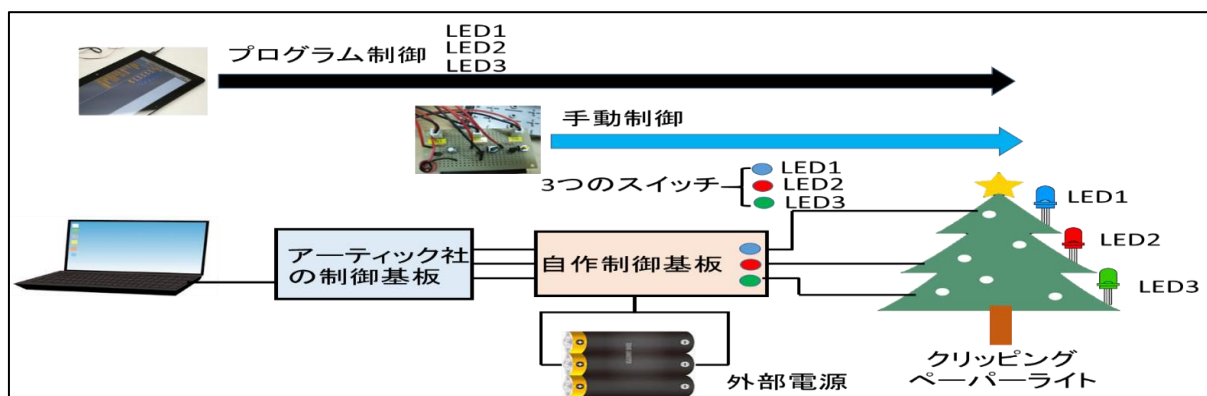 プログラム制御
LED1
LED2
LED3
手動制御
3つのスイッチ
LED1
LED2
LED3
アーティック社
の制御基板
自作制御基板
外部電源
LED1
LED2
LED3
クリッピング
ペーパーライト